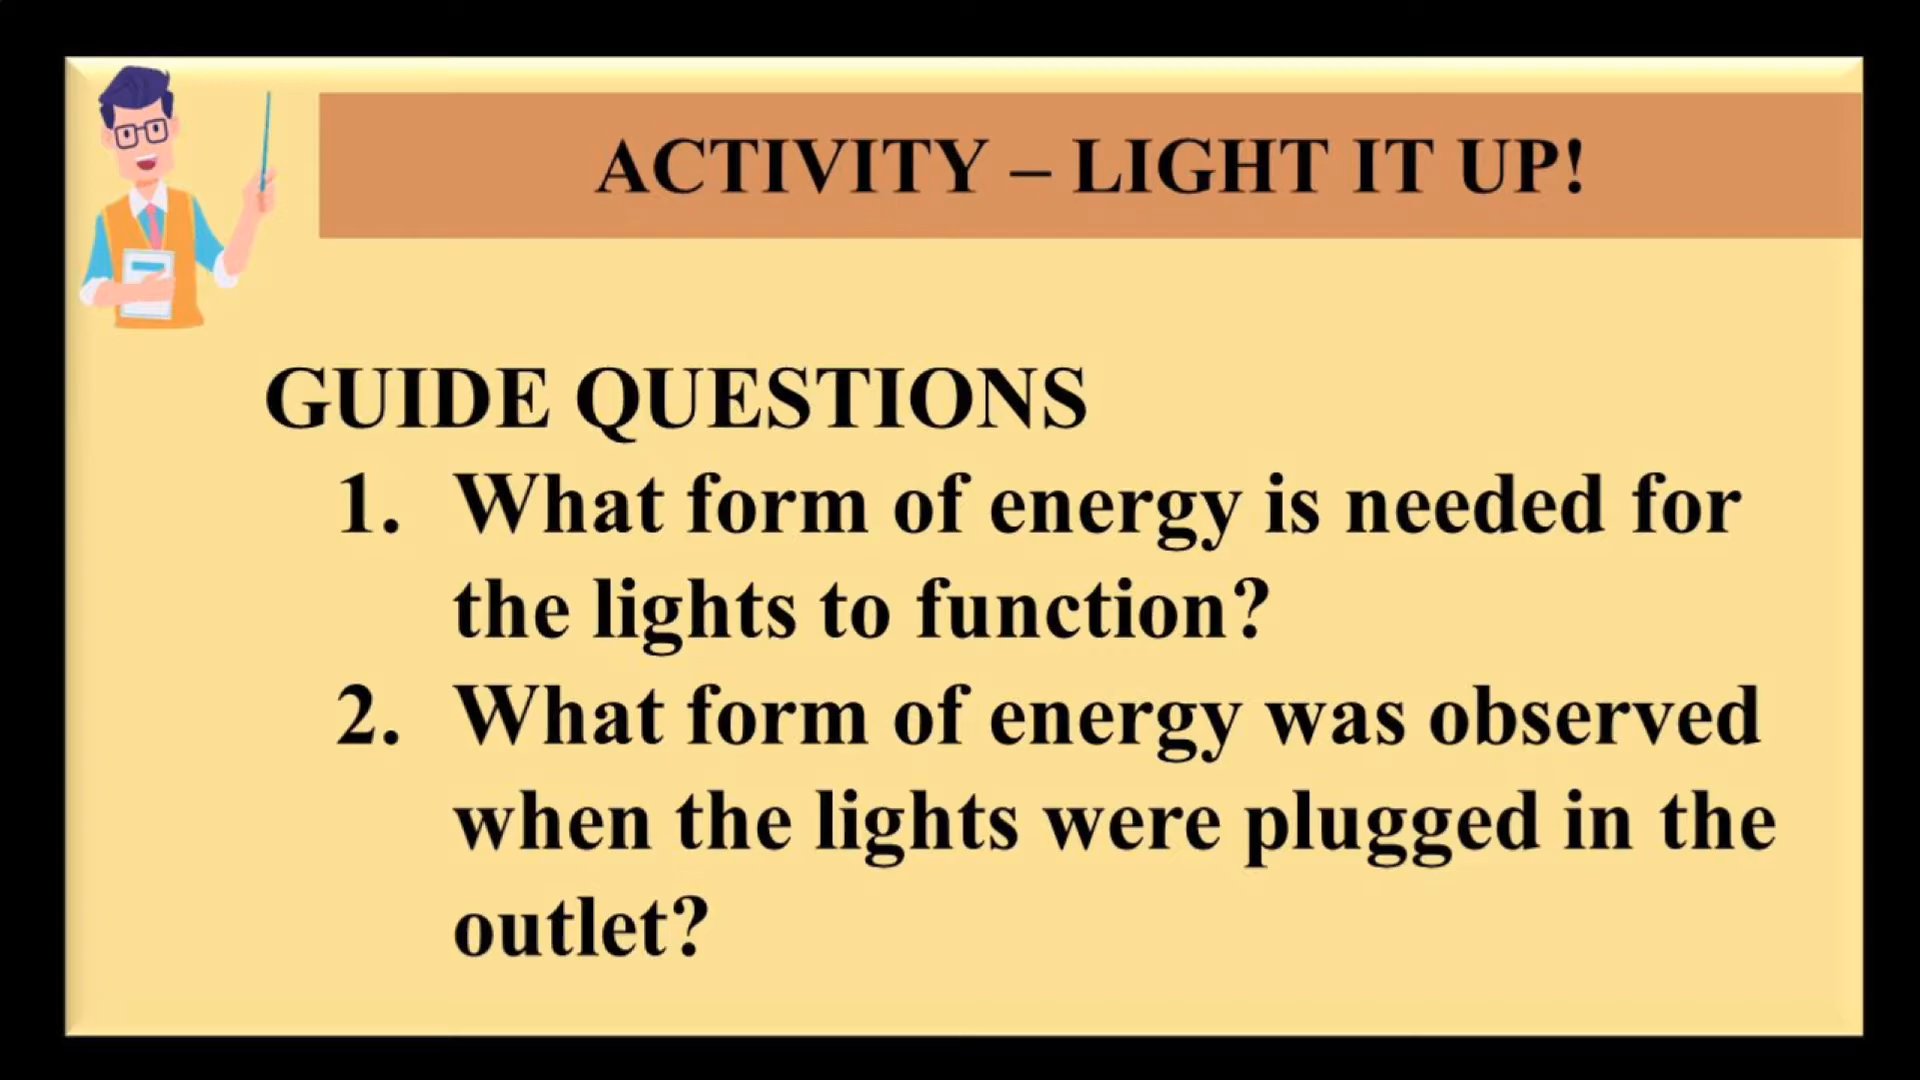 ACTIVITY – LIGHT IT UP!
GUIDE QUESTIONS
1. What form of energy is needed for
the lights to function?
2. What form of energy was observed
when the lights were plugged in the
outlet?